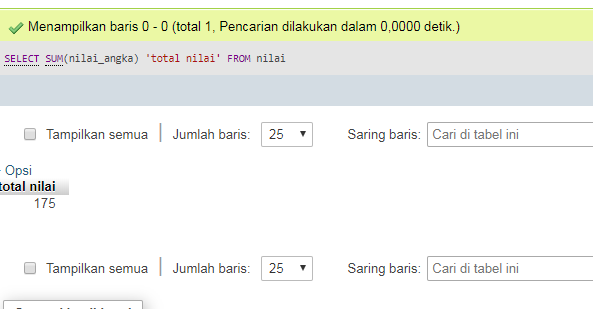 Menampilkan baris 0 - 0 (total 1, Pencarian dilakukan dalam 0,0000 detik.)
SELECT SUM(nilai_angka) 'total nilai' FROM nilai
Tampilkan semua | Jumlah baris: 25 Saring baris: Cari di tabel ini
Opsi
total nilai
175
Tampilkan semua | Jumlah baris: 25 Saring baris: Cari di tabel ini